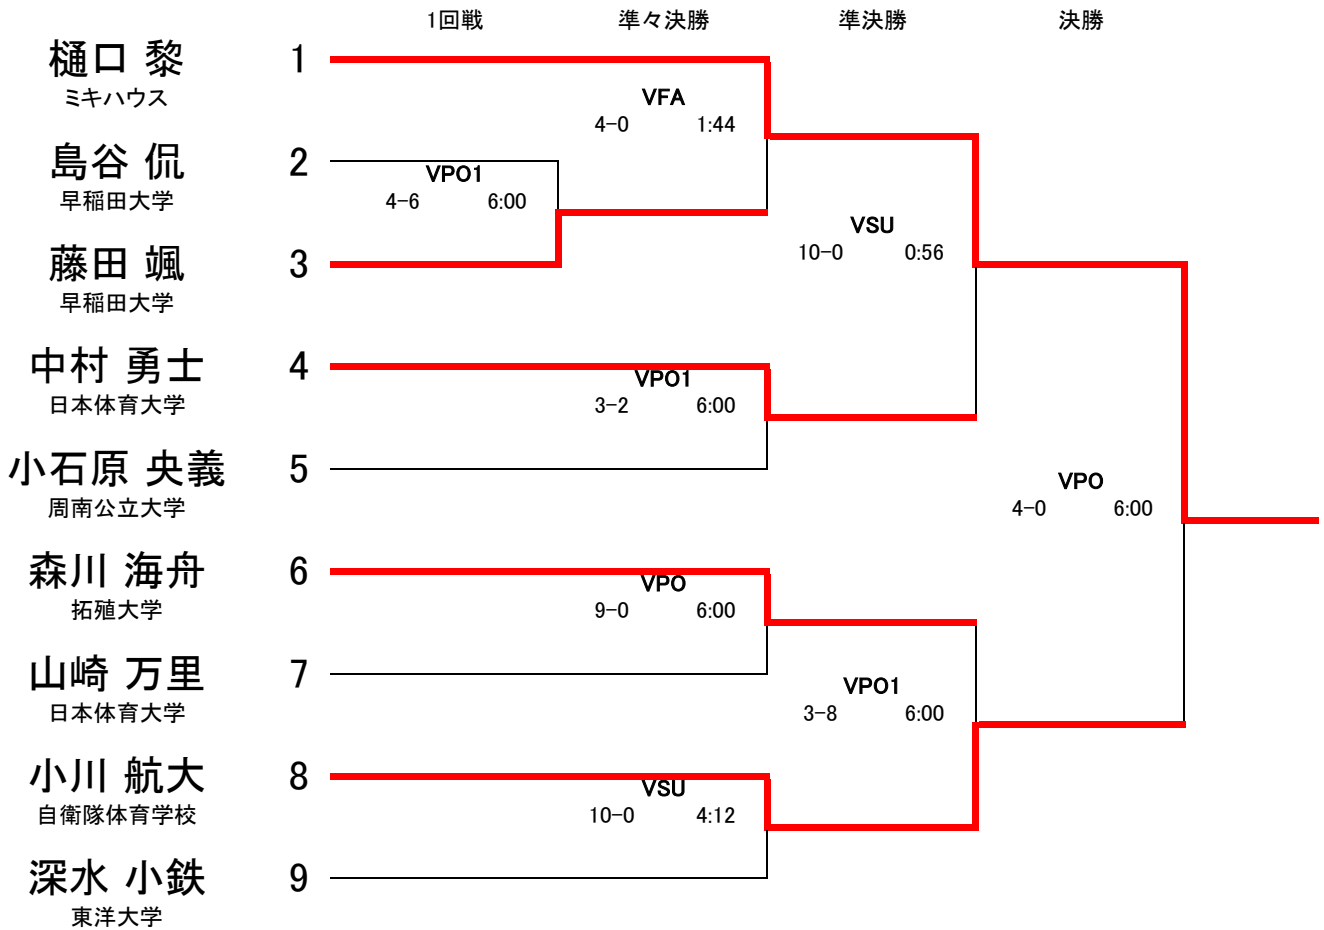 1回戦 準々決勝 準決勝 決勝
樋口 黎 1
ミキハウス
VFA
4-0 1:44
島谷 侃 2
早稲田大学
VPO1
4-6 6:00
VSU
10-0 0:56
藤田 颯 3
早稲田大学
中村 勇士 4
日本体育大学
VPO1
3-2 6:00
小石原 央義 5
周南公立大学
VPO
4-0 6:00
森川 海舟 6
拓殖大学
VPO
9-0 6:00
山崎 万里 7
日本体育大学
VPO1
3-8 6:00
小川 航大 8
自衛隊体育学校
VSU
10-0 4:12
深水 小鉄 9
東洋大学